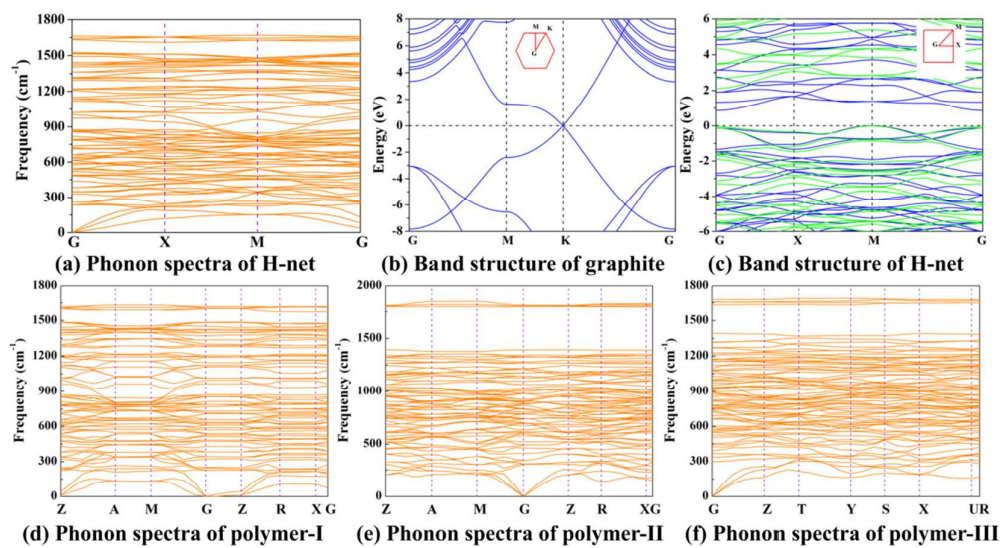 1800
1500
1200
900
600
300
0
Frequency (cm⁻¹)
G X M G
(a) Phonon spectra of H-net
8
6
4
2
0
-2
-4
-6
-8
Energy (eV)
M K
G
G M K G
(b) Band structure of graphite
6
4
2
0
-2
-4
-6
Energy (eV)
M
G X
G X M G
(c) Band structure of H-net
1800
1500
1200
900
600
300
0
Frequency (cm⁻¹)
Z A M G Z R X G
(d) Phonon spectra of polymer-I
2000
1500
1000
500
0
Frequency (cm⁻¹)
Z A M G Z R XG
(e) Phonon spectra of polymer-II
1800
1500
1200
900
600
300
0
Frequency (cm⁻¹)
G Z T Y S X UR
(f) Phonon spectra of polymer-III